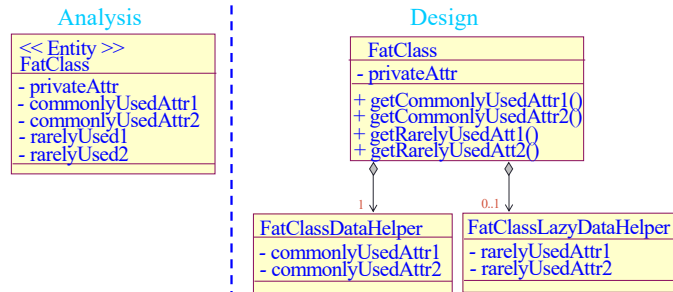 Analysis
<< Entity >>
FatClass
- privateAttr
- commonlyUsedAttr1
- commonlyUsedAttr2
- rarelyUsed1
- rarelyUsed2
Design
FatClass
- privateAttr
+ getCommonlyUsedAttr1()
+ getCommonlyUsedAttr2()
+ getRarelyUsedAtt1()
+ getRarelyUsedAtt2()
1
0..1
FatClassDataHelper
- commonlyUsedAttr1
- commonlyUsedAttr2
FatClassLazyDataHelper
- rarelyUsedAttr1
- rarelyUsedAttr2